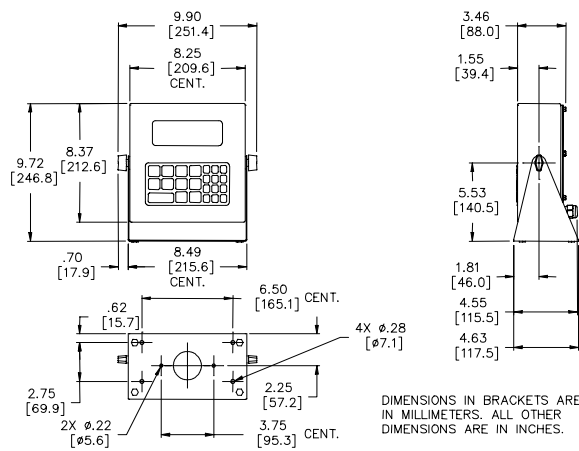 9.90
[251.4]
8.25
[209.6]
CENT.
3.46
[88.0]
1.55
[39.4]
8.37
[212.6]
9.72
[246.8]
5.53
[140.5]
.70
[17.9]
8.49
[215.6]
CENT.
1.81
[46.0]
6.50
[165.1] CENT.
.62
[15.7]
4.55
[115.5]
4X ø.28
[ø7.1]
4.63
[117.5]
2.75
[69.9]
2.25
[57.2]
2X ø.22
[ø5.6]
3.75
[95.3] CENT.
DIMENSIONS IN BRACKETS ARE
IN MILLIMETERS. ALL OTHER
DIMENSIONS ARE IN INCHES.